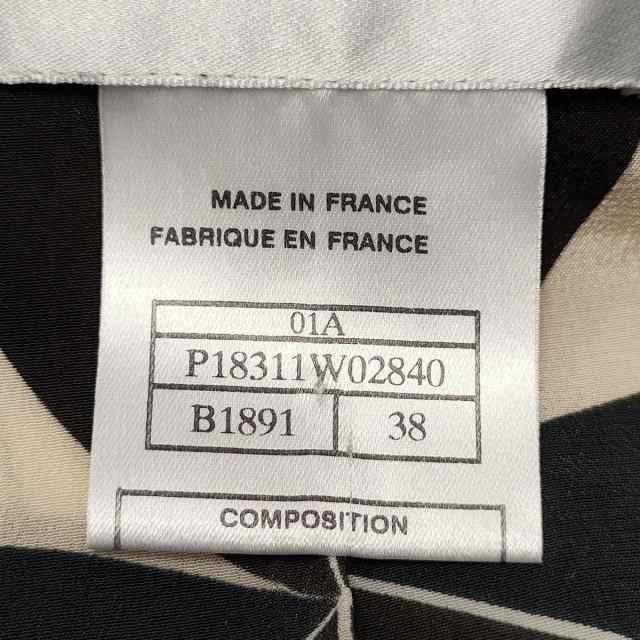 MADE IN FRANCE
FABRIQUE EN FRANCE
01A
P18311W02840
B1891 38
COMPOSITION